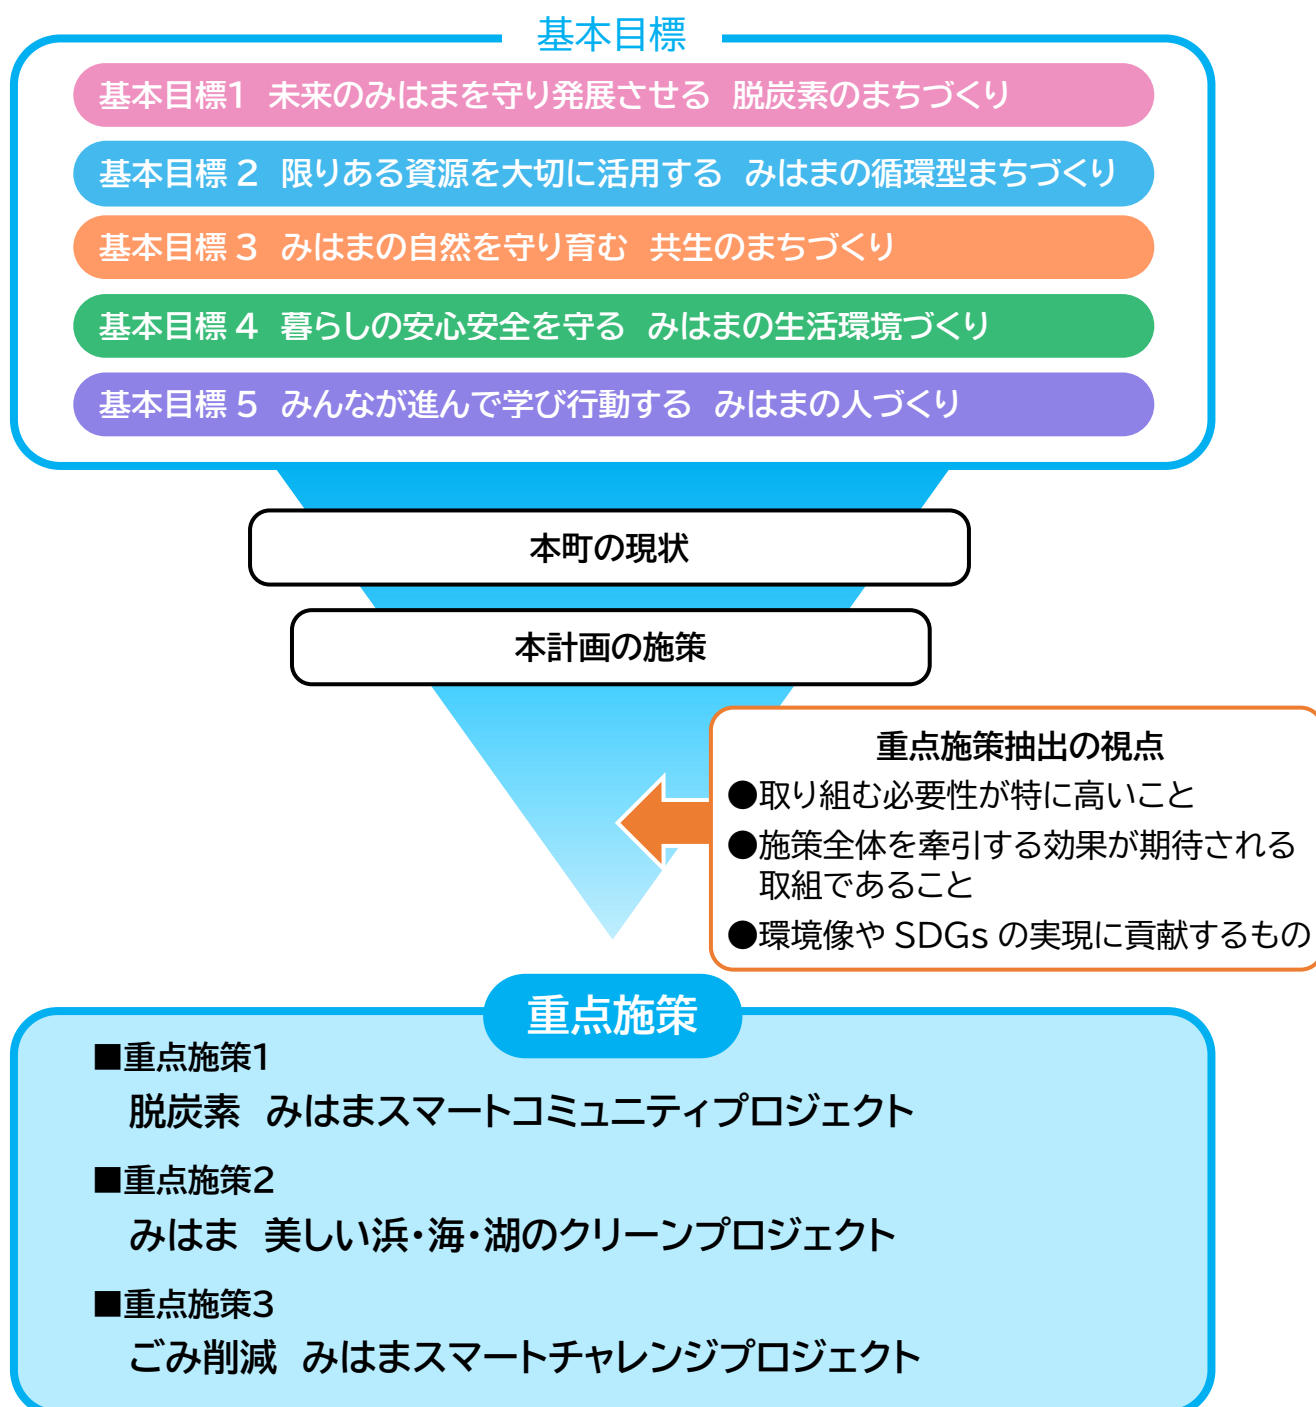 基本目標
基本目標1 未来のみはまを守り発展させる 脱炭素のまちづくり
基本目標2 限りある資源を大切に活用する みはまの循環型まちづくり
基本目標3 みはまの自然を守り育む 共生のまちづくり
基本目標4 暮らしの安心安全を守る みはまの生活環境づくり
基本目標5 みんなが進んで学び行動する みはまの人づくり
本町の現状
本計画の施策
重点施策抽出の視点
●取り組む必要性が特に高いこと
●施策全体を牽引する効果が期待される
取組であること
●環境像や SDGs の実現に貢献するもの
重点施策
■重点施策1
脱炭素 みはまスマートコミュニティプロジェクト
■重点施策2
みはま 美しい浜・海・湖のクリーンプロジェクト
■重点施策3
ごみ削減 みはまスマートチャレンジプロジェクト